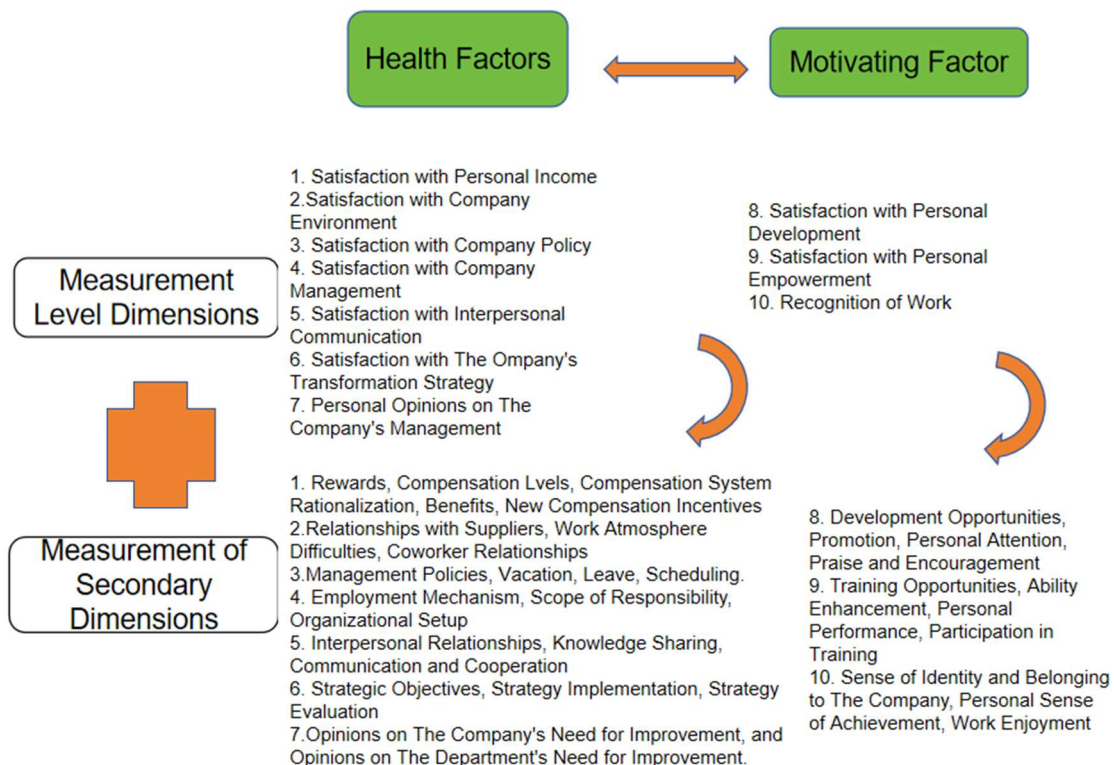 Health Factors
Motivating Factor
Measurement
Level Dimensions
1. Satisfaction with Personal Income
2.Satisfaction with Company
Environment
3. Satisfaction with Company Policy
4. Satisfaction with Company
Management
5. Satisfaction with Interpersonal
Communication
6. Satisfaction with The Ompany's
Transformation Strategy
7. Personal Opinions on The
Company's Management
8. Satisfaction with Personal
Development
9. Satisfaction with Personal
Empowerment
10. Recognition of Work
Measurement of
Secondary
Dimensions
1. Rewards, Compensation Lvels, Compensation System
Rationalization, Benefits, New Compensation Incentives
2.Relationships with Suppliers, Work Atmosphere
Difficulties, Coworker Relationships
3.Management Policies, Vacation, Leave, Scheduling.
4. Employment Mechanism, Scope of Responsibility,
Organizational Setup
5. Interpersonal Relationships, Knowledge Sharing,
Communication and Cooperation
6. Strategic Objectives, Strategy Implementation, Strategy
Evaluation
7.Opinions on The Company's Need for Improvement, and
Opinions on The Department's Need for Improvement.
8. Development Opportunities,
Promotion, Personal Attention,
Praise and Encouragement
9. Training Opportunities, Ability
Enhancement, Personal
Performance, Participation in
Training
10. Sense of Identity and Belonging
to The Company, Personal Sense
of Achievement, Work Enjoyment